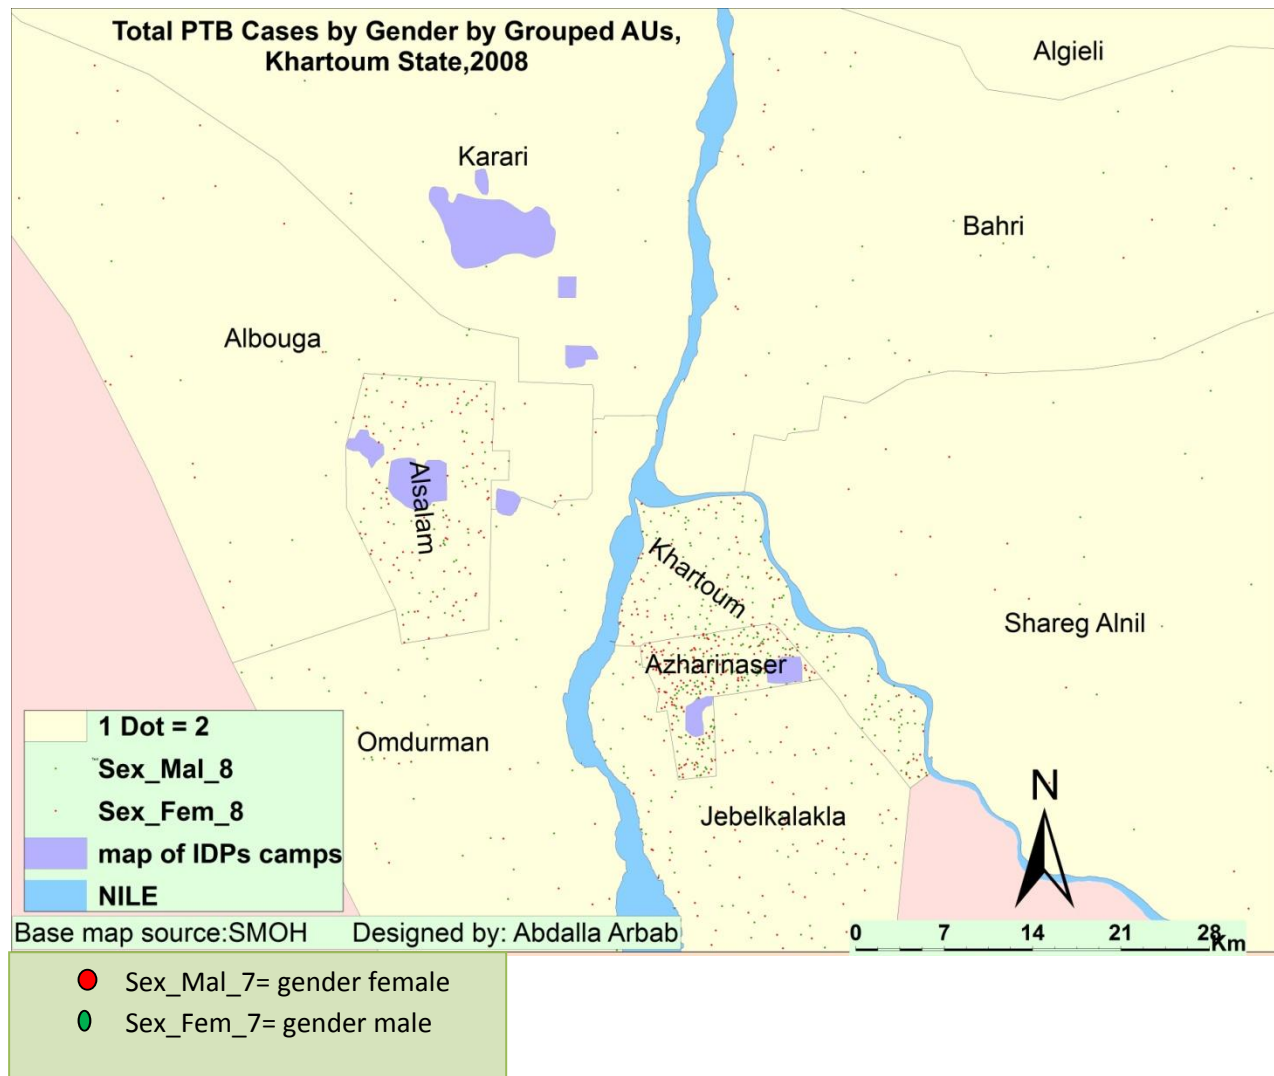 Total PTB Cases by Gender by Grouped AUs,
Khartoum State,2008
Algieli
Karari
Bahri
Albouga
Alsalam
Khartoum
Shareg Alnil
Azharinaser
Omdurman
Jebelkalakla
N
1 Dot = 2
Sex_Mal_8
Sex_Fem_8
map of IDPs camps
NILE
Base map source:SMOH Designed by: Abdalla Arbab
0 7 14 21 28 Km
Sex_Mal_7= gender female
Sex_Fem_7= gender male